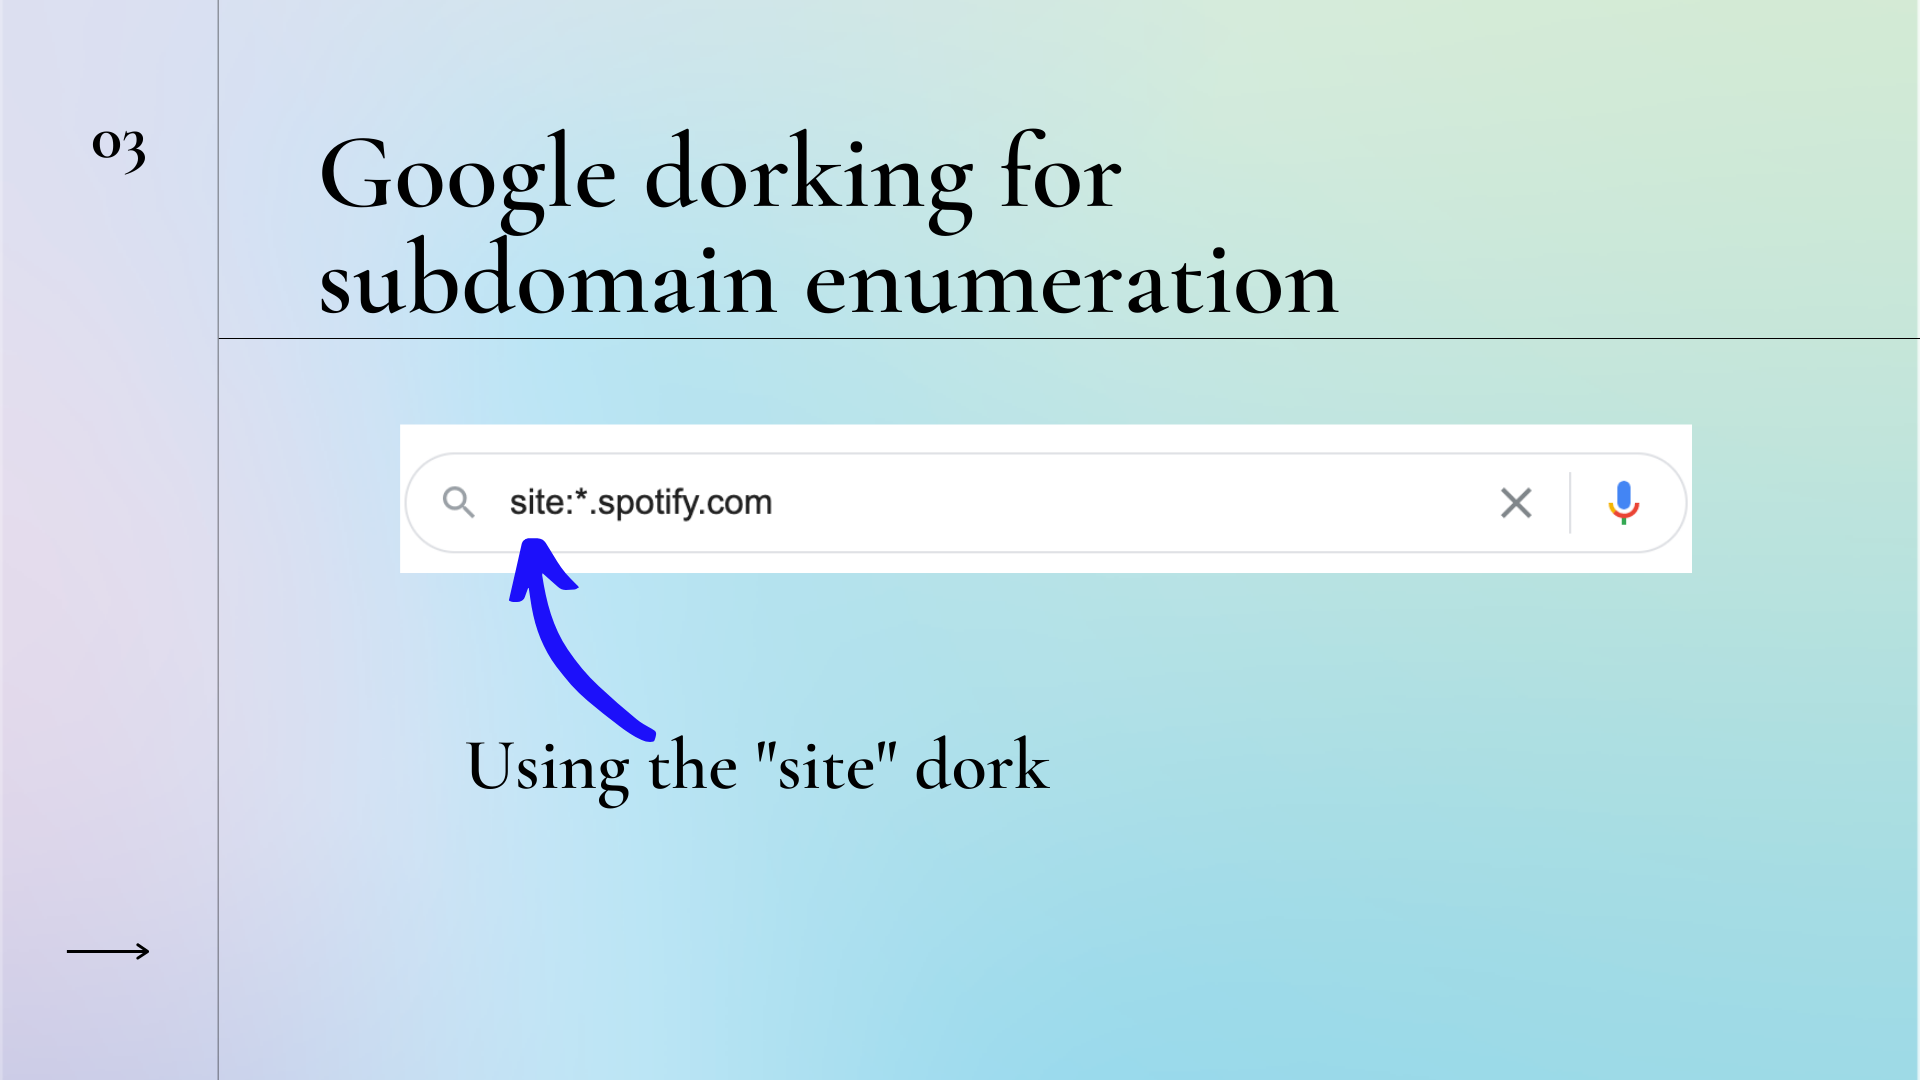 03
Google dorking for
subdomain enumeration
site:*.spotify.com
Using the "site" dork